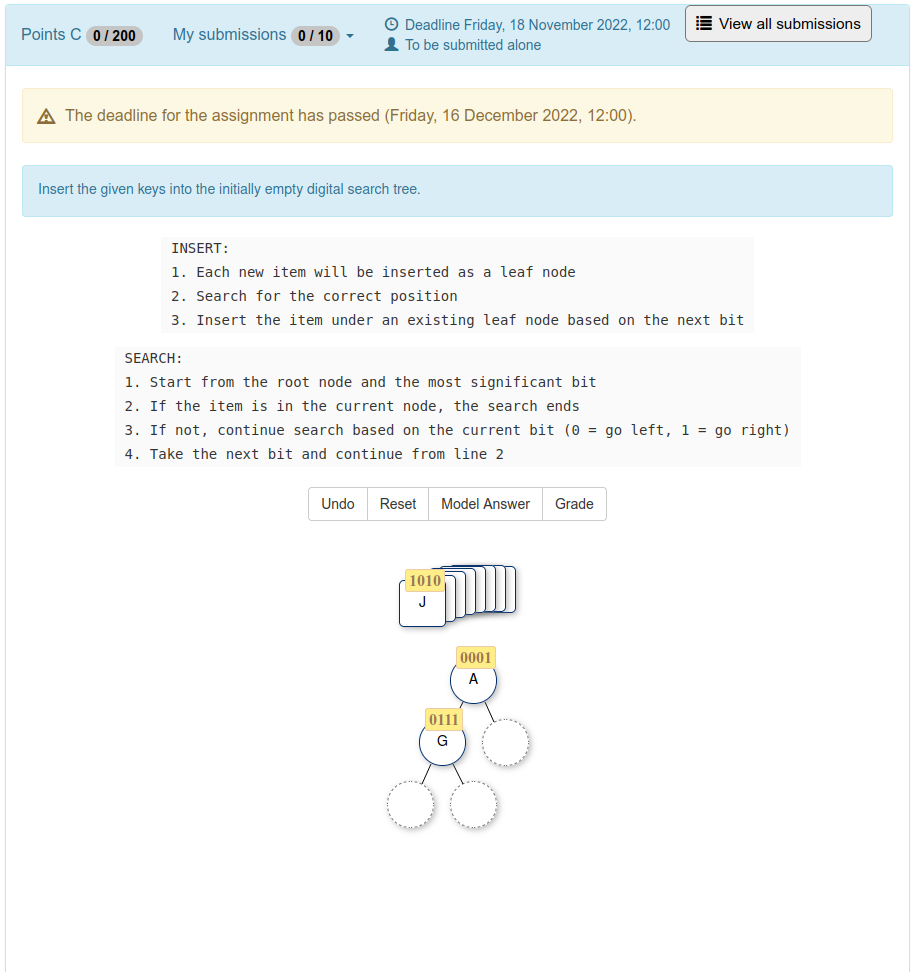 Points C 0 / 200 My submissions 0 / 10 Deadline Friday, 18 November 2022, 12:00 View all submissions
To be submitted alone
The deadline for the assignment has passed (Friday, 16 December 2022, 12:00).
Insert the given keys into the initially empty digital search tree.
INSERT:
1. Each new item will be inserted as a leaf node
2. Search for the correct position
3. Insert the item under an existing leaf node based on the next bit
SEARCH:
1. Start from the root node and the most significant bit
2. If the item is in the current node, the search ends
3. If not, continue search based on the current bit (0 = go left, 1 = go right)
4. Take the next bit and continue from line 2
Undo Reset Model Answer Grade
1010
J
0001
A
0111
G